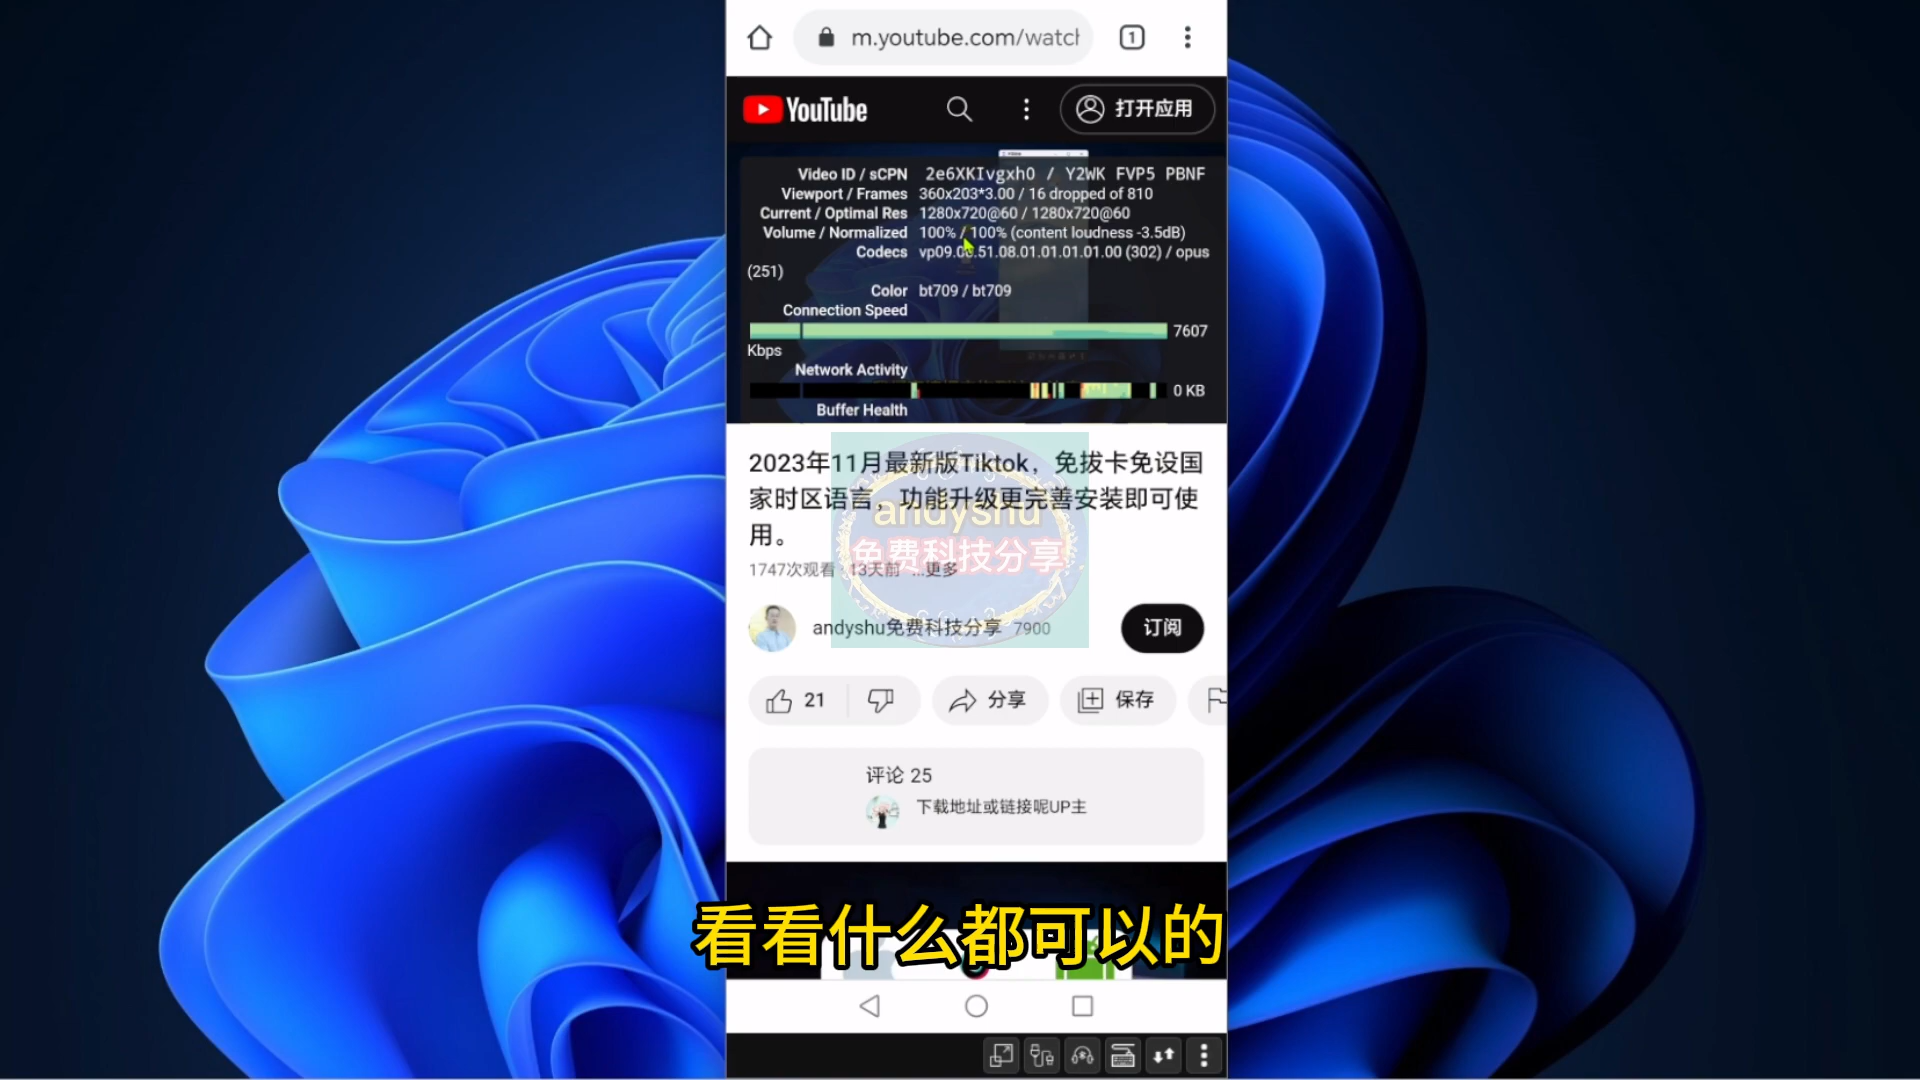 m.youtube.com/watch
1
YouTube
打开应用
Video ID / sCPN 2e6XKIvgxh0 / Y2WK FVP5 PBNF
Viewport / Frames 360x203*3.00 / 16 dropped of 810
Current / Optimal Res 1280x720@60 / 1280x720@60
Volume / Normalized 100% / 100% (content loudness -3.5dB)
Codecs vp09.00.51.08.01.01.01.01.00 (302) / opus
(251)
Color bt709 / bt709
Connection Speed
7607
Kbps
Network Activity
0 KB
Buffer Health
2023年11月最新版Tiktok，免拔卡免设国
家时区语言，功能升级更完善安装即可使
用。
andyshu
免费科技分享
1747次观看 · 13天前 ...更多
andyshu免费科技分享 7900
订阅
21
分享
保存
评论 25
下载地址或链接呢UP主
看看什么都可以的